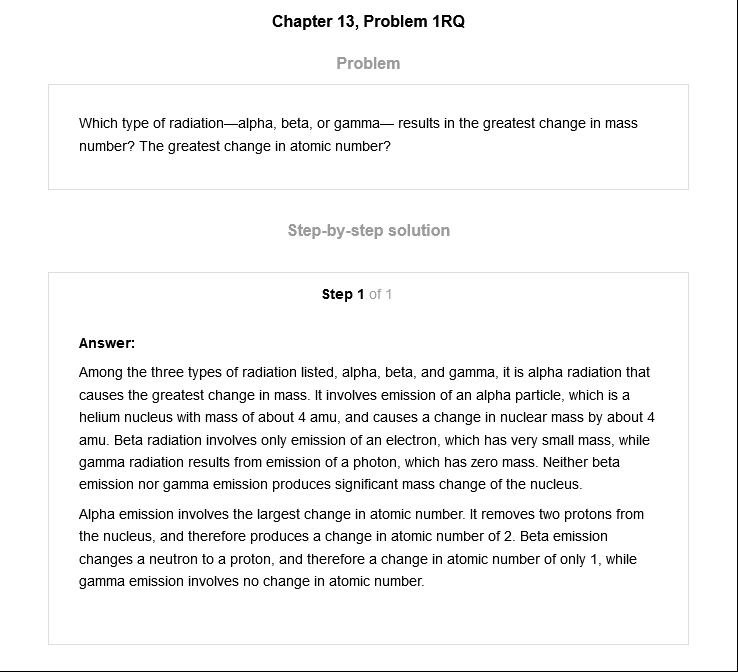 Chapter 13, Problem 1RQ
Problem
Which type of radiation—alpha, beta, or gamma— results in the greatest change in mass
number? The greatest change in atomic number?
Step-by-step solution
Step 1 of 1
Answer:
Among the three types of radiation listed, alpha, beta, and gamma, it is alpha radiation that
causes the greatest change in mass. It involves emission of an alpha particle, which is a
helium nucleus with mass of about 4 amu, and causes a change in nuclear mass by about 4
amu. Beta radiation involves only emission of an electron, which has very small mass, while
gamma radiation results from emission of a photon, which has zero mass. Neither beta
emission nor gamma emission produces significant mass change of the nucleus.
Alpha emission involves the largest change in atomic number. It removes two protons from
the nucleus, and therefore produces a change in atomic number of 2. Beta emission
changes a neutron to a proton, and therefore a change in atomic number of only 1, while
gamma emission involves no change in atomic number.